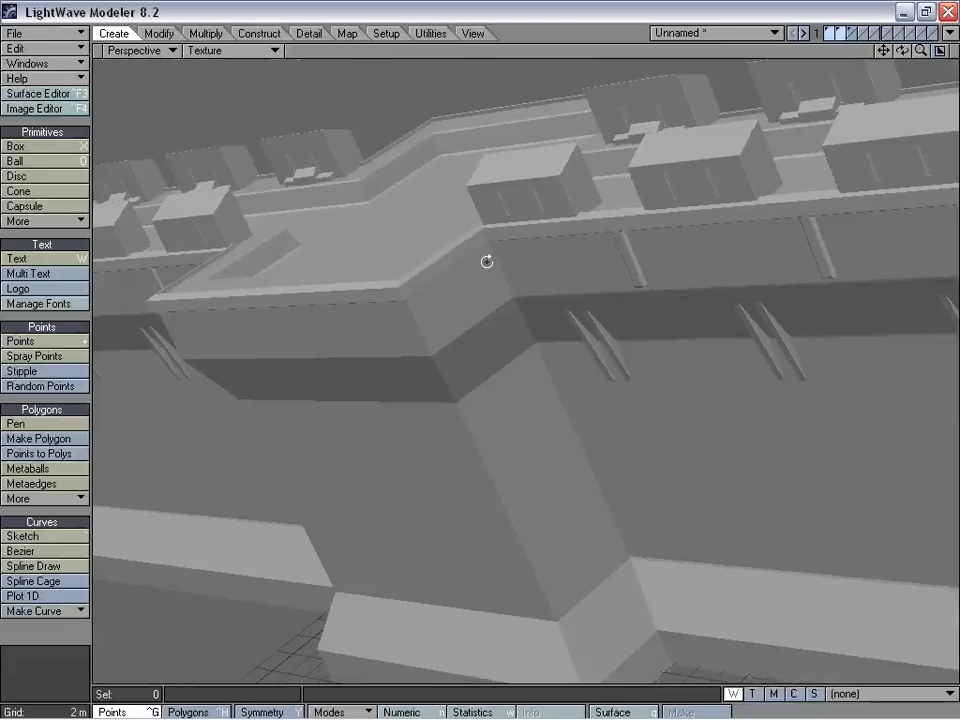 LightWave Modeler 8.2
File Create Modify Multiply Construct Detail Map Setup Utilities View Unnamed * 1
Edit Perspective Texture
Windows
Help
Surface Editor ^F3
Image Editor ^F4
Primitives
Box X
Ball O
Disc
Cone
Capsule
More
Text
Text W
Multi Text
Logo
Manage Fonts
Points
Points +
Spray Points
Stipple
Random Points
Polygons
Pen
Make Polygon
Points to Polys
Metaballs
Metaedges
More
Curves
Sketch
Bezier
Spline Draw
Spline Cage
Plot 1D
Make Curve
Sel: 0 W T M C S (none)
Grid: 2 m Points ^G Polygons ^H Symmetry Y Modes Numeric n Statistics w Info Surface q Make